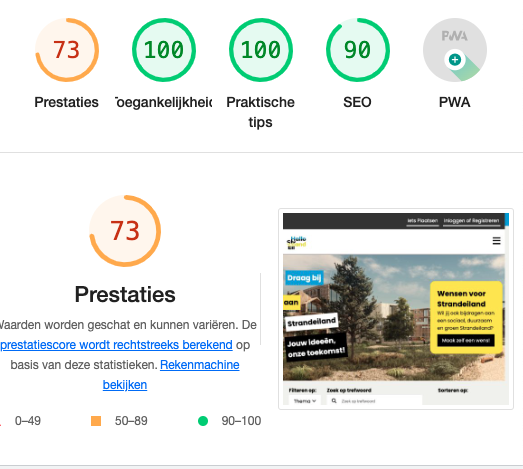 73
100
100
90
PWA
Prestaties
Toegankelijkheid
Praktische
tips
SEO
PWA
73
Prestaties
Waarden worden geschat en kunnen variëren. De
prestatiescore wordt rechtstreeks berekend op
basis van deze statistieken. Rekenmachine
bekijken
0–49
50–89
90–100
Iets Plaatsen
Inloggen of Registreren
Draag bij
aan
Strandeiland
Jouw ideeën,
onze toekomst!
Wensen voor
Strandeiland
Wil jij ook bijdragen aan
een sociaal, duurzaam
en groen Strandeiland?
Maak zelf een wens!
Filteren op:
Zoek op trefwoord
Sorteren op:
Thema
Zoek op trefwoord